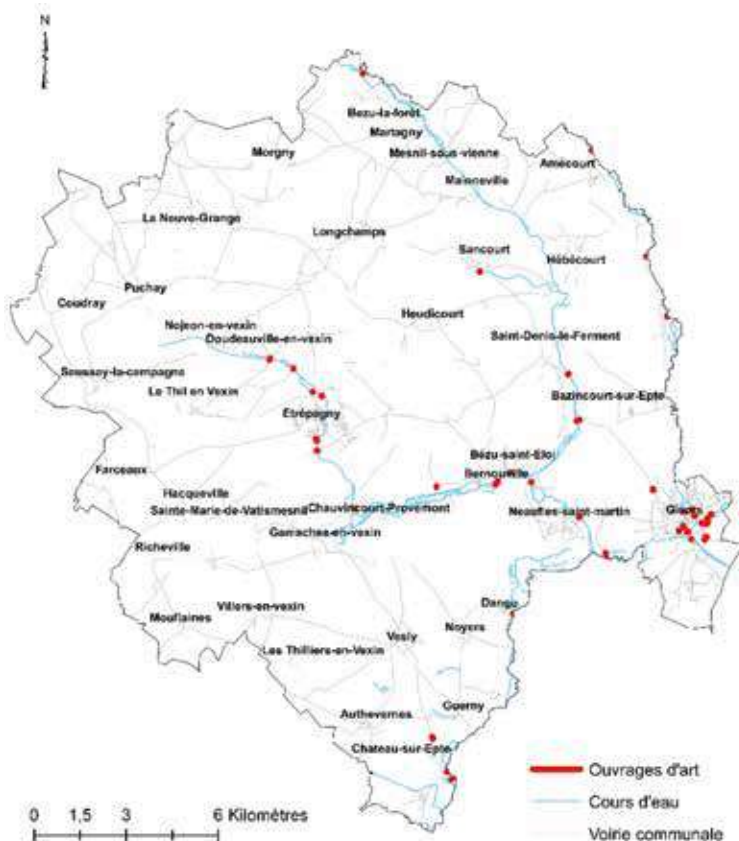 N
Bezu-la-forêt
Martagny
Morgny
Mesnil-sous-vienne
Amécourt
Mainneville
La Neuve-Grange
Longchamps
Sancourt
Hébécourt
Puchay
Coudray
Heudicourt
Nojeon-en-vexin
Doudeauville-en-vexin
Saint-Denis-le-Ferment
Saussay-la-campagne
Le Thil en Vexin
Bazincourt-sur-Epte
Étrépagny
Bézu-saint-Eloi
Farceaux
Bernouville
Hacqueville
Sainte-Marie-de-Vatismesnil
Chauvincourt-Provemont
Neaufles-saint-martin
Gisors
Gamaches-en-vexin
Richeville
Dangu
Villers-en-vexin
Mouflaines
Noyers
Vesly
Les Thilliers-en-Vexin
Guerny
Authevernes
Chateau-sur-Epte
Ouvrages d'art
0 1,5 3 6 Kilomètres
Cours d'eau
Voirie communale